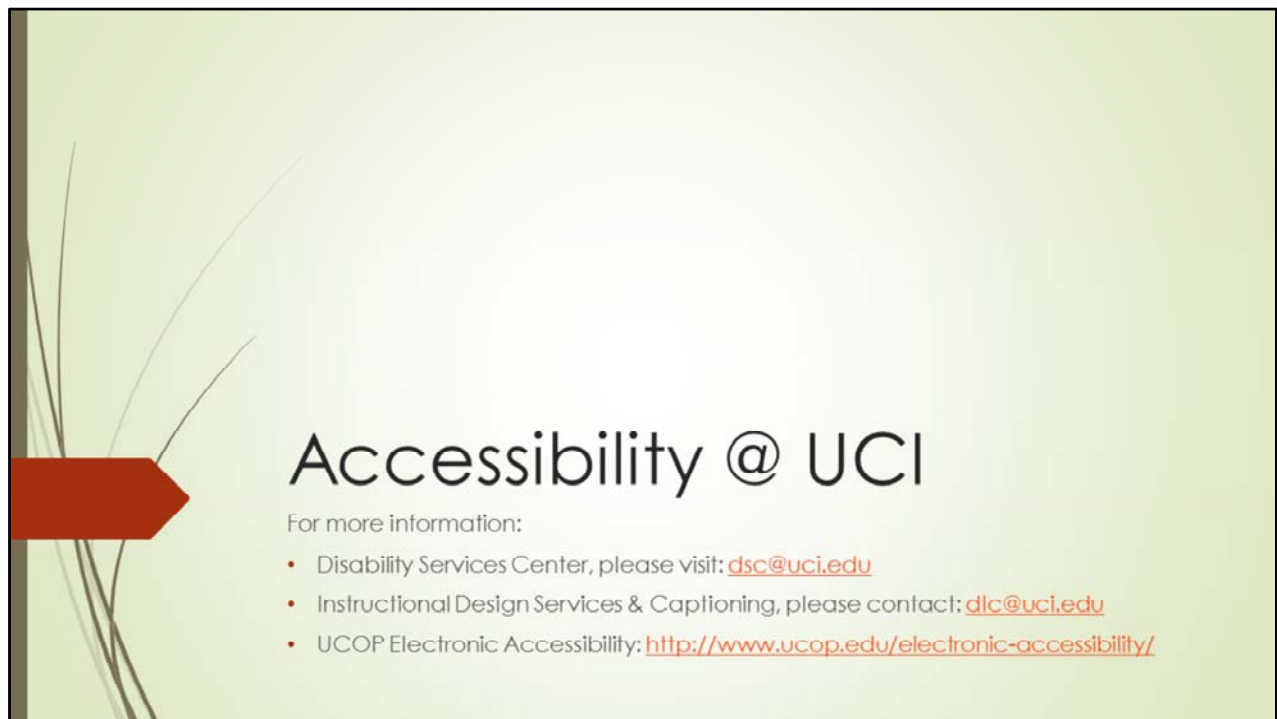 Accessibility @ UCI
For more information:
• Disability Services Center, please visit: dsc@uci.edu
• Instructional Design Services & Captioning, please contact: dlc@uci.edu
• UCOP Electronic Accessibility: http://www.ucop.edu/electronic-accessibility/